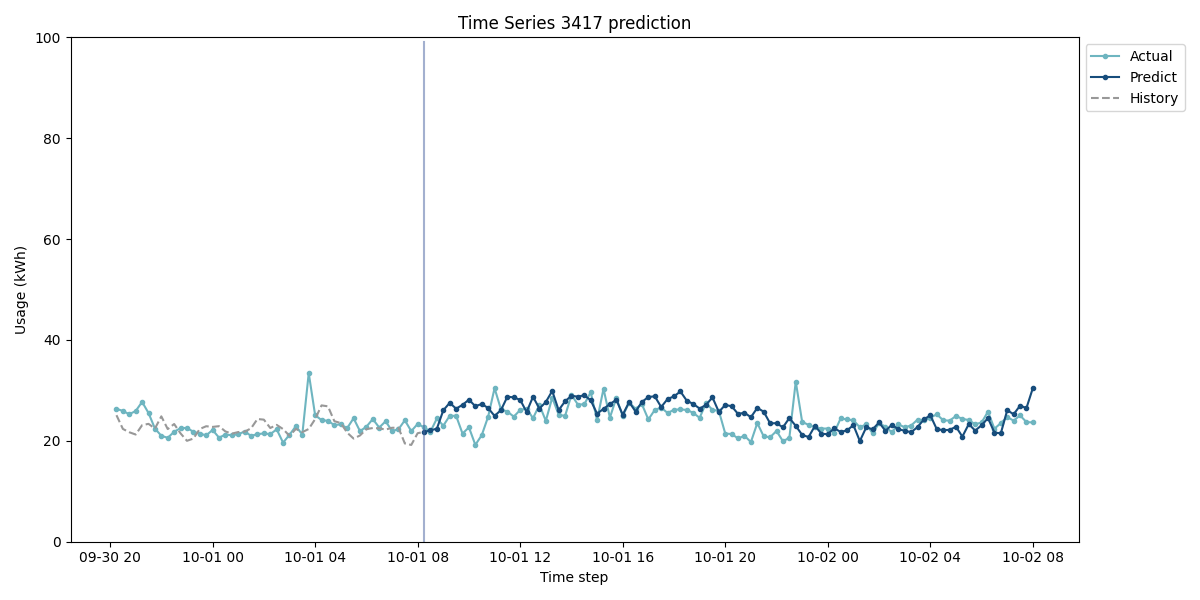 Time Series 3417 prediction
100
80
60
40
20
0
Usage (kWh)
09-30 20
10-01 00
10-01 04
10-01 08
10-01 12
10-01 16
10-01 20
10-02 00
10-02 04
10-02 08
Time step
Actual
Predict
History